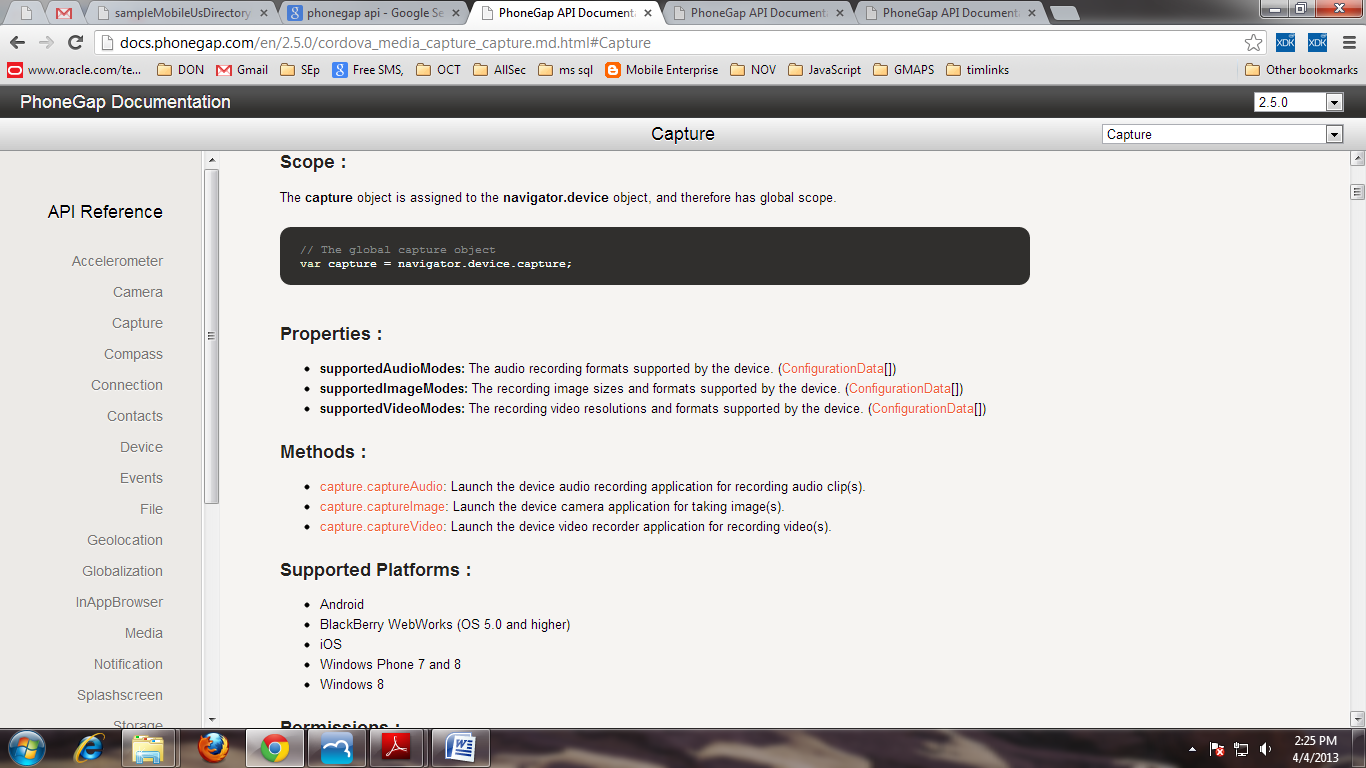 sampleMobileUsDirectory
phonegap api - Google Se
PhoneGap API Documenta
PhoneGap API Documenta
PhoneGap API Documenta
docs.phonegap.com/en/2.5.0/cordova_media_capture_capture.md.html#Capture
XDK
XDK
www.oracle.com/te...
DON
Gmail
SEp
Free SMS,
OCT
AllSec
ms sql
Mobile Enterprise
NOV
JavaScript
GMAPS
timlinks
Other bookmarks
PhoneGap Documentation
2.5.0
Capture
Capture
API Reference
Accelerometer
Camera
Capture
Compass
Connection
Contacts
Device
Events
File
Geolocation
Globalization
InAppBrowser
Media
Notification
Splashscreen
Storage
Scope :
The capture object is assigned to the navigator.device object, and therefore has global scope.
// The global capture object
var capture = navigator.device.capture;
Properties :
• supportedAudioModes: The audio recording formats supported by the device. (ConfigurationData[])
• supportedImageModes: The recording image sizes and formats supported by the device. (ConfigurationData[])
• supportedVideoModes: The recording video resolutions and formats supported by the device. (ConfigurationData[])
Methods :
• capture.captureAudio: Launch the device audio recording application for recording audio clip(s).
• capture.captureImage: Launch the device camera application for taking image(s).
• capture.captureVideo: Launch the device video recorder application for recording video(s).
Supported Platforms :
• Android
• BlackBerry WebWorks (OS 5.0 and higher)
• iOS
• Windows Phone 7 and 8
• Windows 8
Permissions :
2:25 PM
4/4/2013